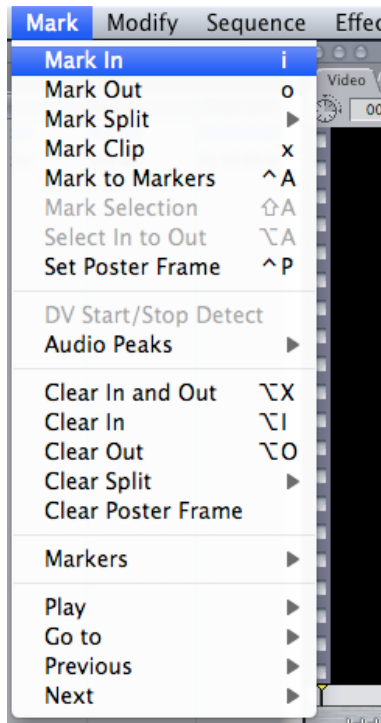 Mark Modify Sequence Effec
Mark In i
Video
Mark Out o
00
Mark Split
Mark Clip x
Mark to Markers ^A
Mark Selection ⇧A
Select In to Out ⌥A
Set Poster Frame ^P
DV Start/Stop Detect
Audio Peaks
Clear In and Out ⌥X
Clear In ⌥I
Clear Out ⌥O
Clear Split
Clear Poster Frame
Markers
Play
Go to
Previous
Next